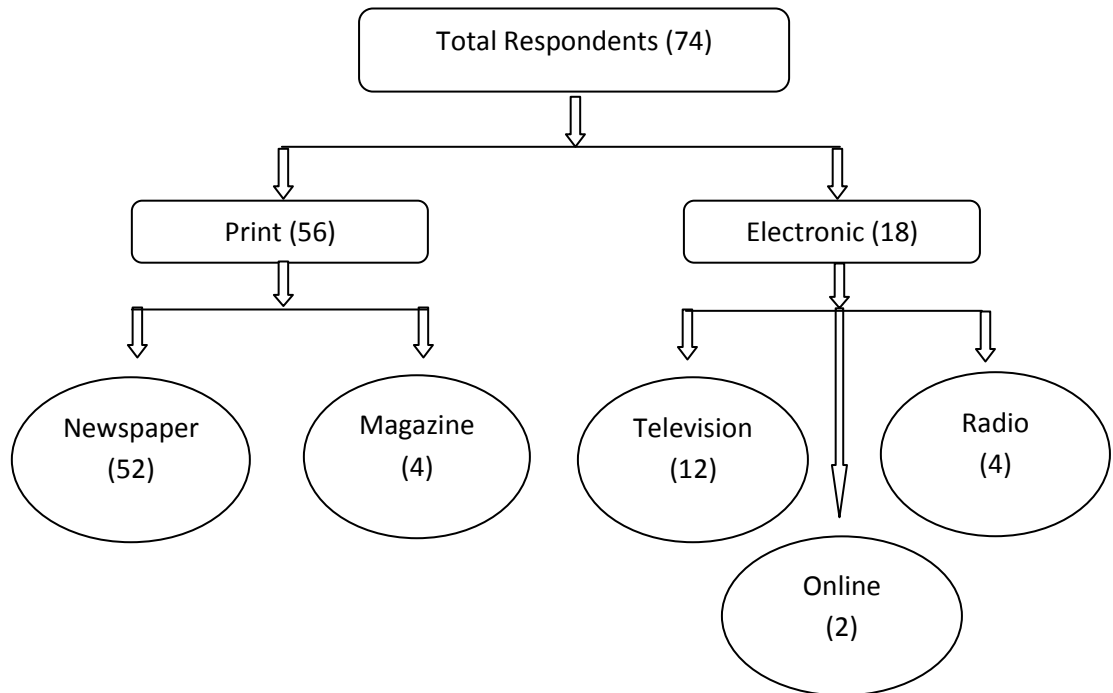 Total Respondents (74)
Print (56)
Electronic (18)
Newspaper
(52)
Magazine
(4)
Television
(12)
Radio
(4)
Online
(2)